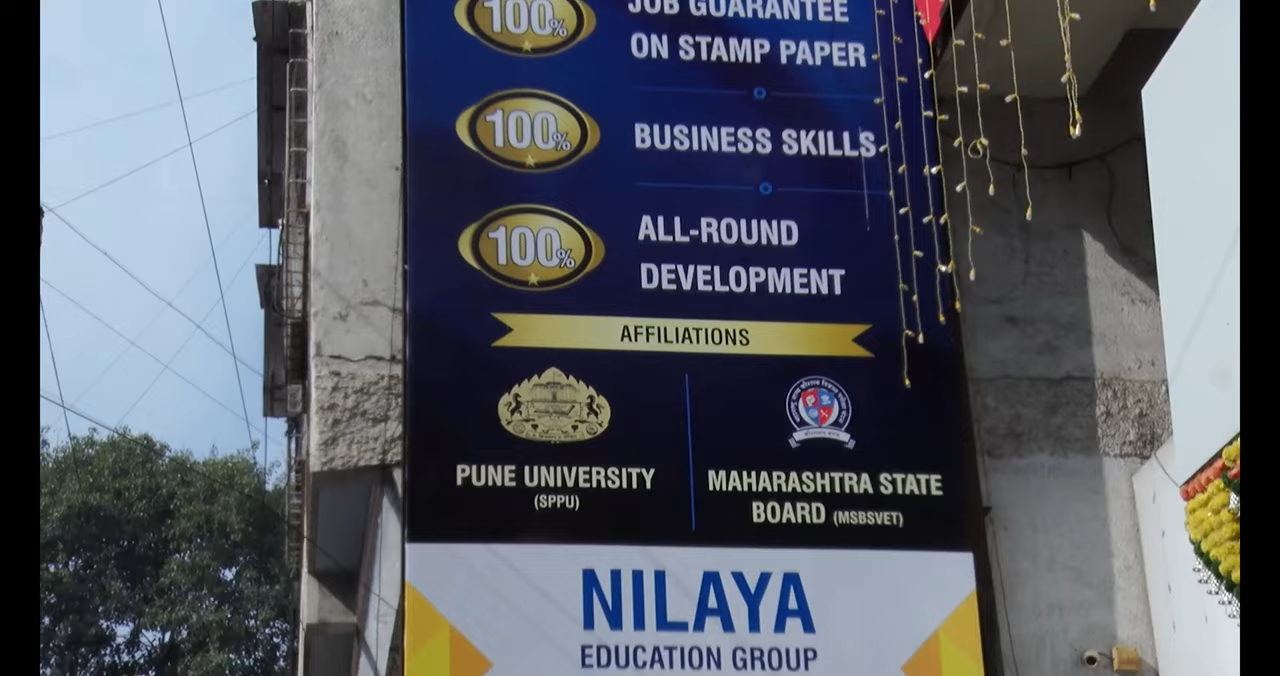 100%
JOB GUARANTEE
ON STAMP PAPER
100%
BUSINESS SKILLS
100%
ALL-ROUND
DEVELOPMENT
AFFILIATIONS
PUNE UNIVERSITY
(SPPU)
MAHARASHTRA STATE
BOARD (MSBSVET)
NILAYA
EDUCATION GROUP